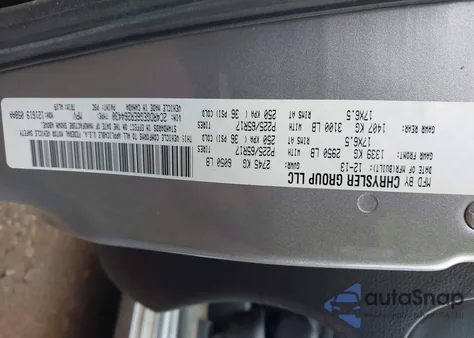 MFD BY CHRYSLER GROUP LLC
DATE OF MFR(BUILT): 12-13
GVWR: 2745 KG 6050 LB
GAWR FRONT: 1339 KG 2950 LB WITH P225/65R17 TIRES
17X6.5 RIMS AT 250 KPA( 36 PSI) COLD
GAWR REAR: 1407 KG 3100 LB WITH P225/65R17 TIRES
17X6.5 RIMS AT 250 KPA( 36 PSI) COLD
THIS VEHICLE CONFORMS TO ALL APPLICABLE U.S.A. FEDERAL MOTOR VEHICLE SAFETY
STANDARDS IN EFFECT ON THE DATE OF MANUFACTURE SHOWN ABOVE.
VEHICLE MADE IN CANADA
autoSnap